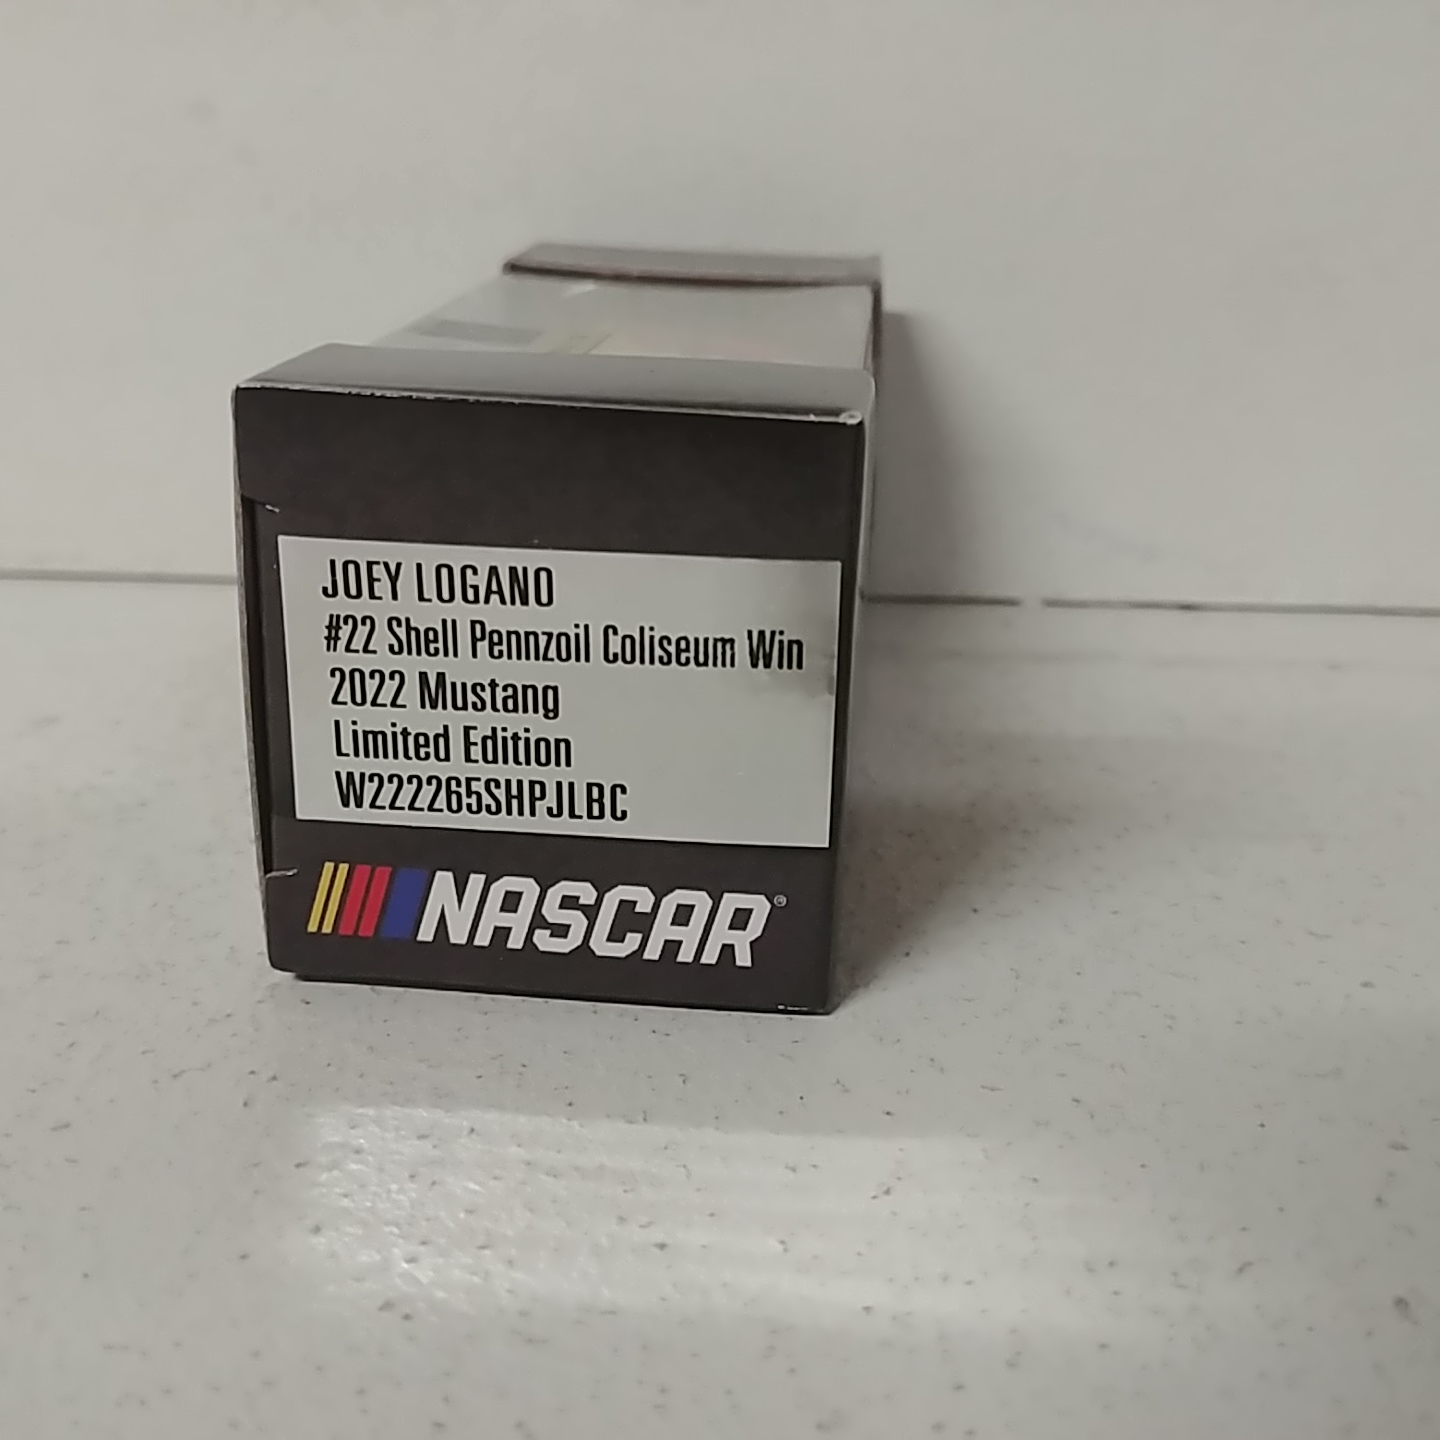 JOEY LOGANO
#22 Shell Pennzoil Coliseum Win
2022 Mustang
Limited Edition
W222265SHPJLBC
NASCAR®